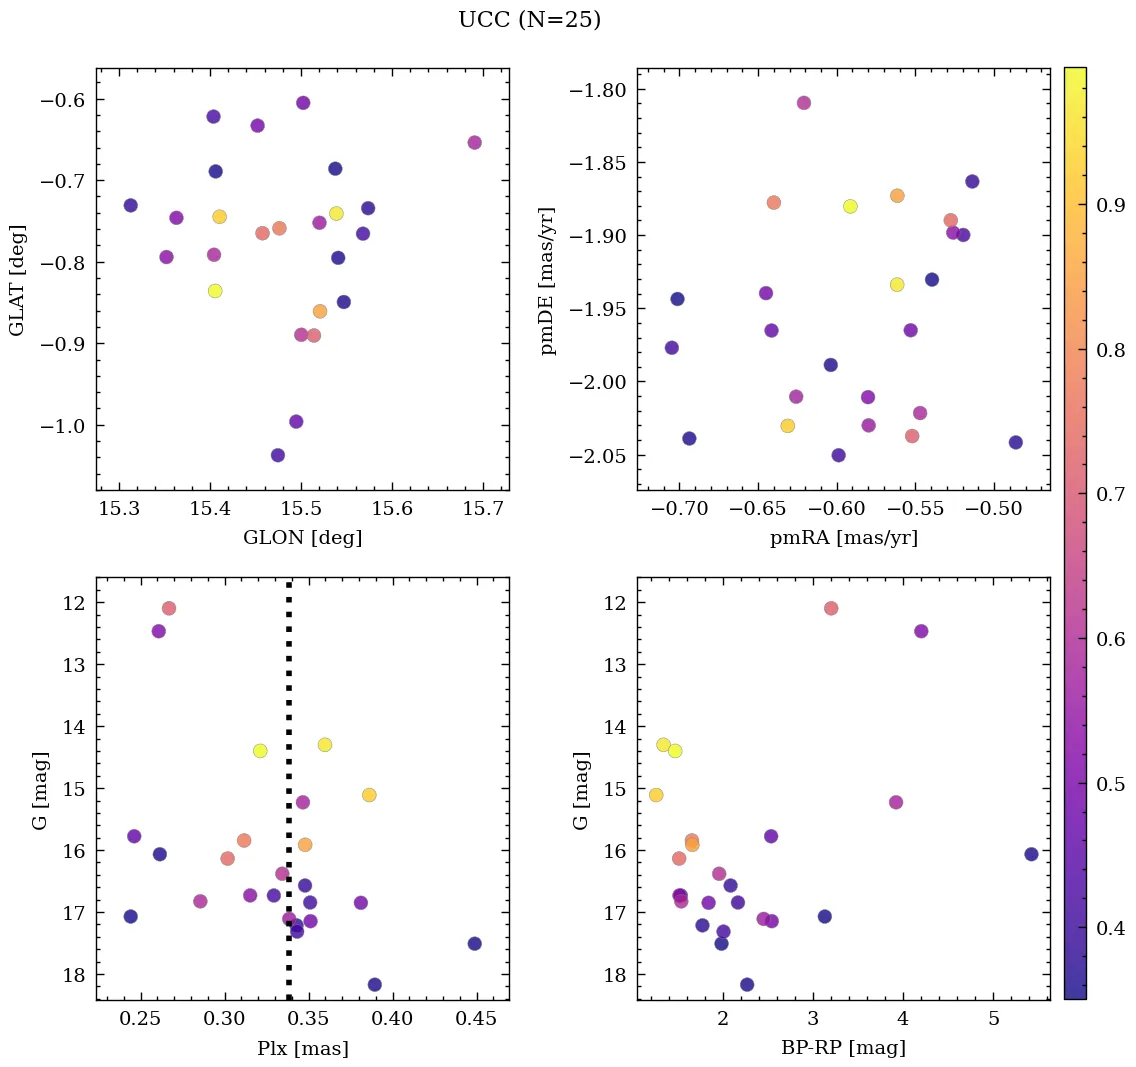 UCC (N=25)
−0.6
−0.7
−0.8
−0.9
−1.0
GLAT [deg]
15.3 15.4 15.5 15.6 15.7
GLON [deg]
−1.80
−1.85
−1.90
−1.95
−2.00
−2.05
pmDE [mas/yr]
−0.70 −0.65 −0.60 −0.55 −0.50
pmRA [mas/yr]
12
13
14
15
16
17
18
G [mag]
0.25 0.30 0.35 0.40 0.45
Plx [mas]
12
13
14
15
16
17
18
G [mag]
2 3 4 5
BP-RP [mag]
0.9
0.8
0.7
0.6
0.5
0.4